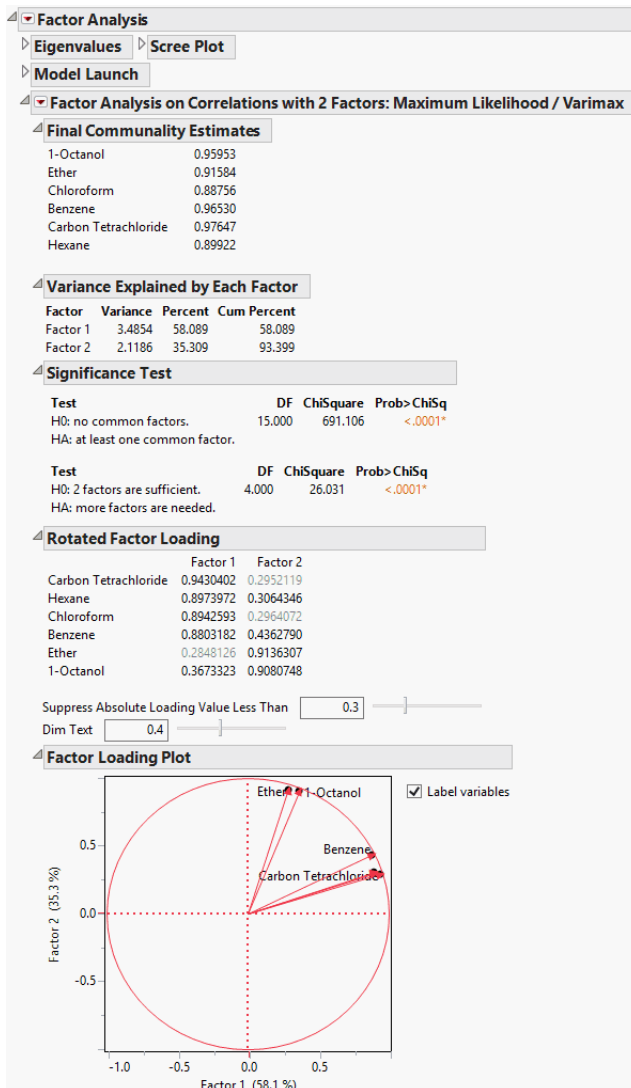 Factor Analysis
Eigenvalues Scree Plot
Model Launch
Factor Analysis on Correlations with 2 Factors: Maximum Likelihood / Varimax
Final Communality Estimates
1-Octanol 0.95953
Ether 0.91584
Chloroform 0.88756
Benzene 0.96530
Carbon Tetrachloride 0.97647
Hexane 0.89922
Variance Explained by Each Factor
Factor Variance Percent Cum Percent
Factor 1 3.4854 58.089 58.089
Factor 2 2.1186 35.309 93.399
Significance Test
Test DF ChiSquare Prob>ChiSq
H0: no common factors. 15.000 691.106 <.0001*
HA: at least one common factor.
Test DF ChiSquare Prob>ChiSq
H0: 2 factors are sufficient. 4.000 26.031 <.0001*
HA: more factors are needed.
Rotated Factor Loading
Factor 1 Factor 2
Carbon Tetrachloride 0.9430402 0.2952119
Hexane 0.8973972 0.3064346
Chloroform 0.8942593 0.2964072
Benzene 0.8803182 0.4362790
Ether 0.2848126 0.9136307
1-Octanol 0.3673323 0.9080748
Suppress Absolute Loading Value Less Than 0.3
Dim Text 0.4
Factor Loading Plot
Ether 1-Octanol
Label variables
Benzene
Carbon Tetrachloride
0.5
0.0
-0.5
Factor 2 (35.3 %)
-1.0 -0.5 0.0 0.5
Factor 1 (58.1 %)